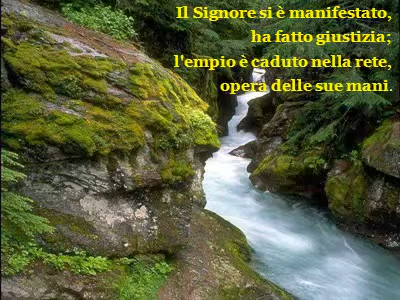 Il Signore si è manifestato,
ha fatto giustizia;
l'empio è caduto nella rete,
opera delle sue mani.